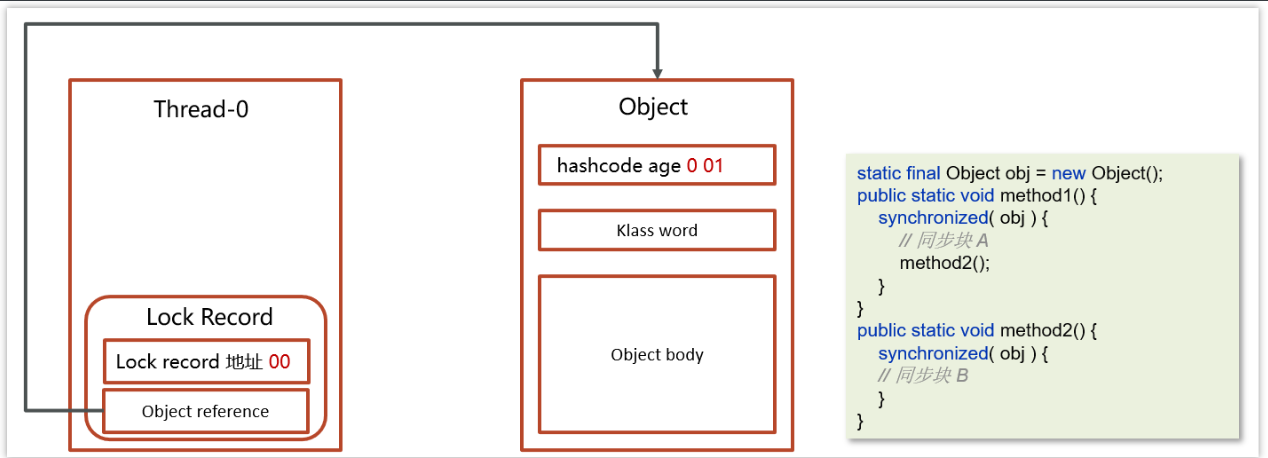 Thread-0
Lock Record
Lock record 地址 00
Object reference
Object
hashcode age 0 01
Klass word
Object body
static final Object obj = new Object();
public static void method1() {
synchronized( obj ) {
// 同步块 A
method2();
}
}
public static void method2() {
synchronized( obj ) {
// 同步块 B
}
}